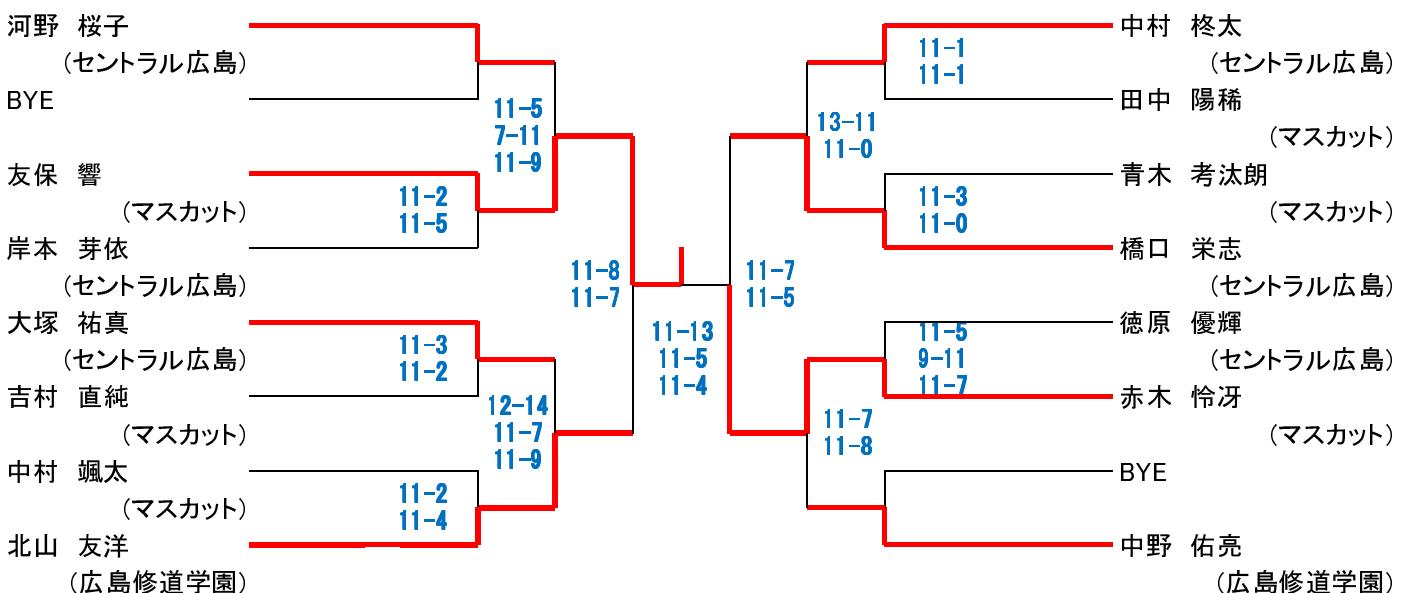 河野 桜子
(セントラル広島)
BYE
友保 響
(マスカット)
岸本 芽依
(セントラル広島)
大塚 祐真
(セントラル広島)
吉村 直純
(マスカット)
中村 颯太
(マスカット)
北山 友洋
(広島修道学園)
11-2
11-5
11-3
11-2
11-2
11-4
11-5
7-11
11-9
12-14
11-7
11-9
11-8
11-7
11-13
11-5
11-4
11-7
11-5
13-11
11-0
11-7
11-8
11-1
11-1
11-3
11-0
11-5
9-11
11-7
中村 柊太
(セントラル広島)
田中 陽稀
(マスカット)
青木 考汰朗
(マスカット)
橋口 栄志
(セントラル広島)
徳原 優輝
(セントラル広島)
赤木 怜冴
(マスカット)
BYE
中野 佑亮
(広島修道学園)